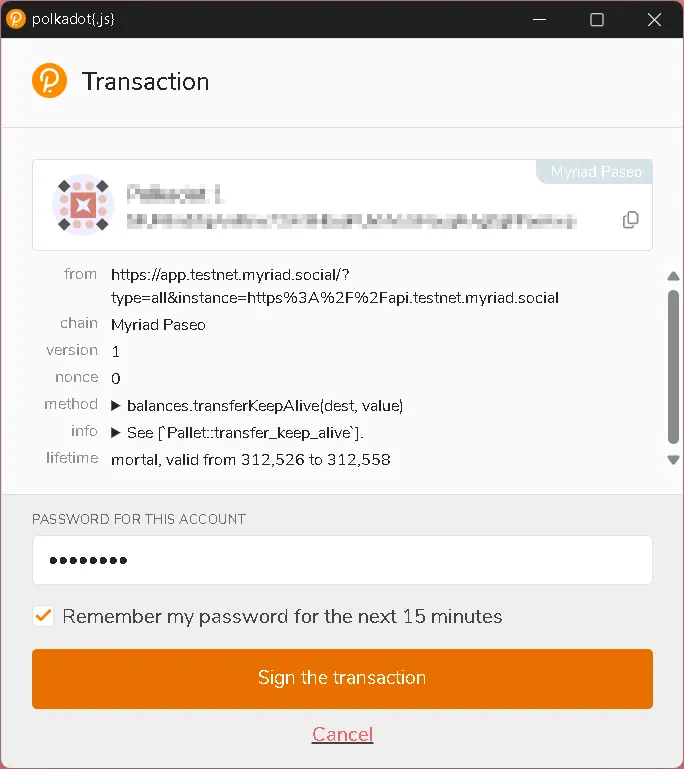 polkadot{.js}
Transaction
Myriad Paseo
from https://app.testnet.myriad.social/?
type=all&instance=https%3A%2F%2Fapi.testnet.myriad.social
chain Myriad Paseo
version 1
nonce 0
method ▶ balances.transferKeepAlive(dest, value)
info ▶ See [`Pallet::transfer_keep_alive`].
lifetime mortal, valid from 312,526 to 312,558
PASSWORD FOR THIS ACCOUNT
••••••••
Remember my password for the next 15 minutes
Sign the transaction
Cancel